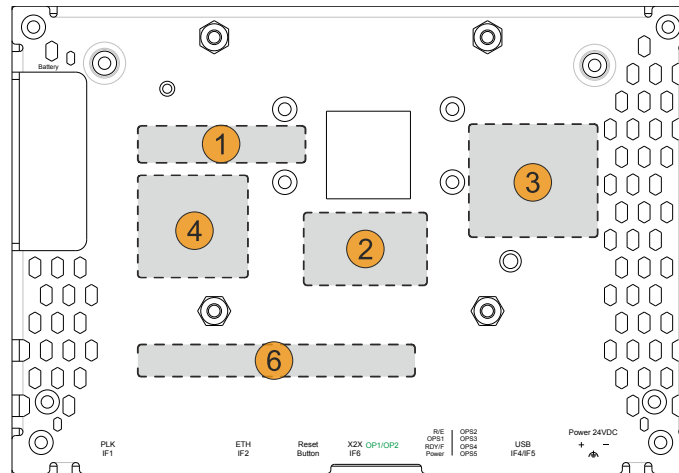 Battery
1
3
4
2
6
PLK
IF1
ETH
IF2
Reset
Button
X2X OP1/OP2
IF6
R/E OPS2
OPS1 OPS3
RDY/F OPS4
Power OPS5
USB
IF4/IF5
Power 24VDC
+ −